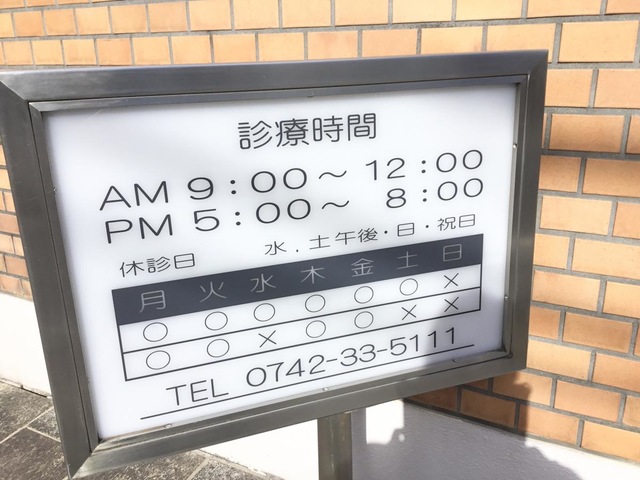 診療時間
AM 9:00～12:00
PM 5:00～ 8:00
休診日 水.土午後・日・祝日
月 火 水 木 金 土 日
○ ○ ○ ○ ○ ○ ×
○ ○ × ○ ○ × ×
TEL 0742-33-5111